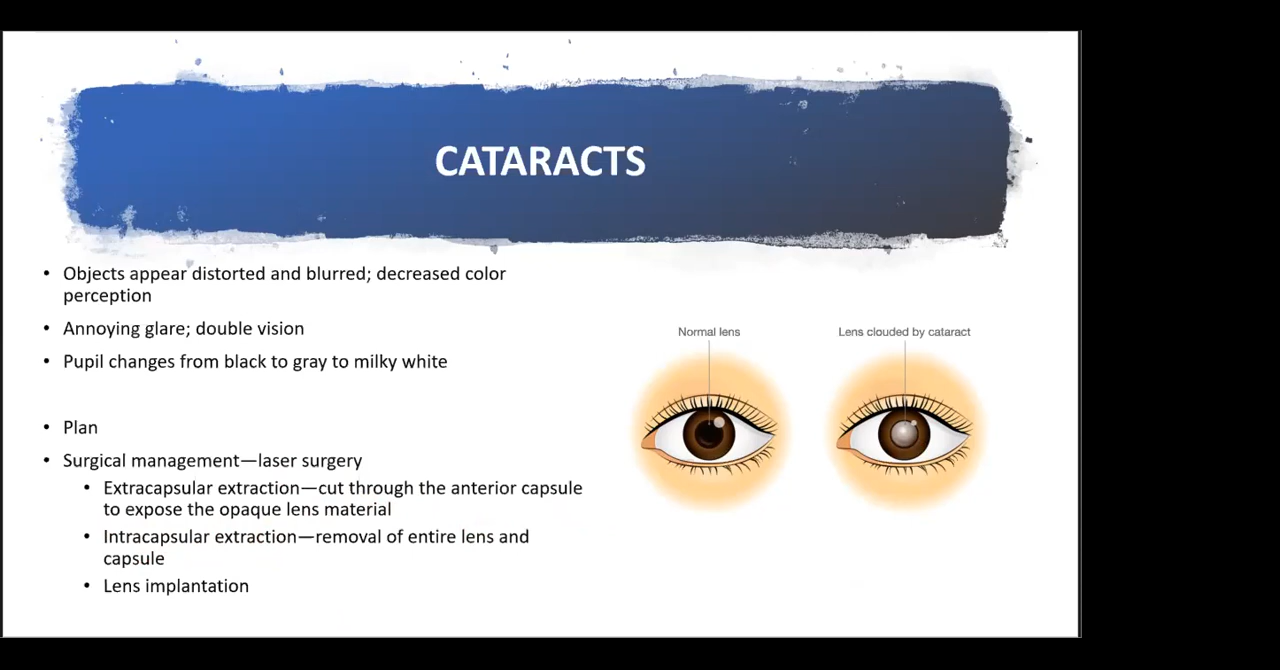 CATARACTS
• Objects appear distorted and blurred; decreased color
perception
• Annoying glare; double vision
• Pupil changes from black to gray to milky white
• Plan
• Surgical management—laser surgery
• Extracapsular extraction—cut through the anterior capsule
to expose the opaque lens material
• Intracapsular extraction—removal of entire lens and
capsule
• Lens implantation
Normal lens
Lens clouded by cataract